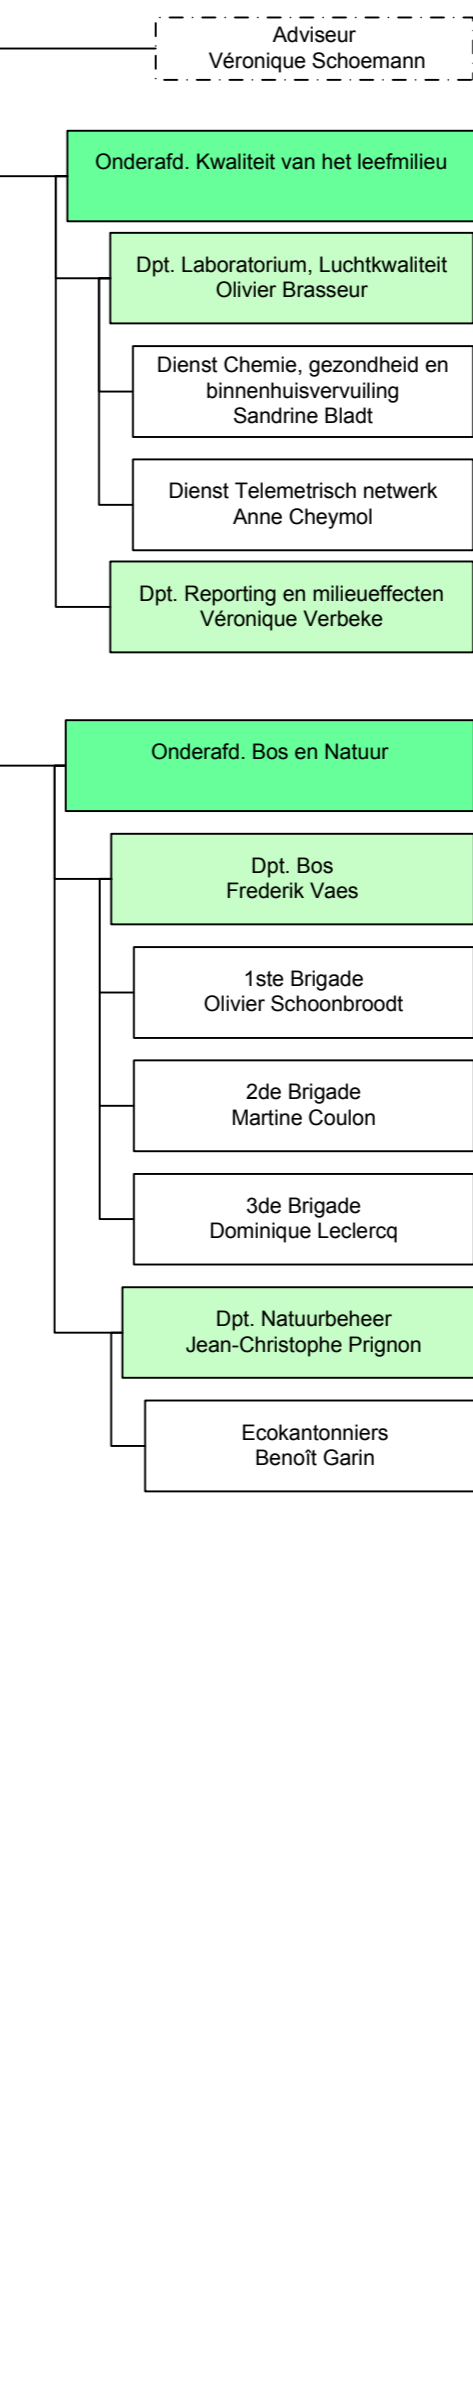 Adviseur
Véronique Schoemann
Onderafd. Kwaliteit van het leefmilieu
Dpt. Laboratorium, Luchtkwaliteit
Olivier Brasseur
Dienst Chemie, gezondheid en
binnenhuisvervuiling
Sandrine Bladt
Dienst Telemetrisch netwerk
Anne Cheymol
Dpt. Reporting en milieueffecten
Véronique Verbeke
Onderafd. Bos en Natuur
Dpt. Bos
Frederik Vaes
1ste Brigade
Olivier Schoonbroodt
2de Brigade
Martine Coulon
3de Brigade
Dominique Leclercq
Dpt. Natuurbeheer
Jean-Christophe Prignon
Ecokantonniers
Benoît Garin